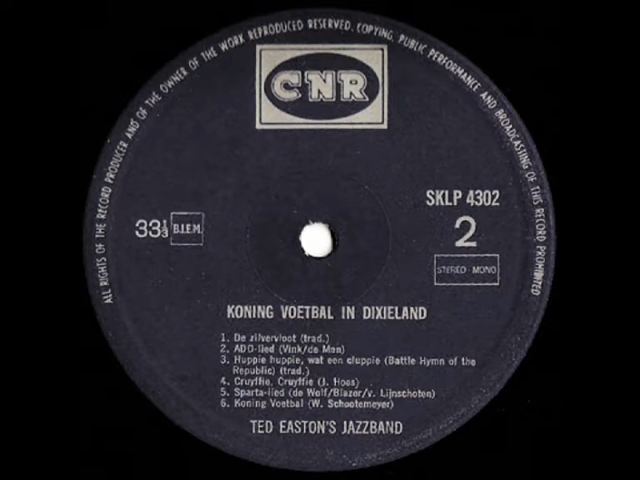 ALL RIGHTS OF THE RECORD PRODUCER AND OF THE OWNER OF THE WORK REPRODUCED RESERVED. COPYING, PUBLIC PERFORMANCE AND BROADCASTING OF THIS RECORD PROHIBITED
CNR
SKLP 4302
33⅓ B.I.E.M. 2
STEREO - MONO
KONING VOETBAL IN DIXIELAND
1. De zilvervloot (trad.)
2. ADO-lied (Vink/de Man)
3. Huppie huppie, wat een cluppie (Battle Hymn of the
Republic) (trad.)
4. Cruyffie, Cruyffie (J. Hoes)
5. Sparta-lied (de Wolf/Blazer/v. Lijnschoten)
6. Koning Voetbal (W. Schootemeyer)
TED EASTON'S JAZZBAND